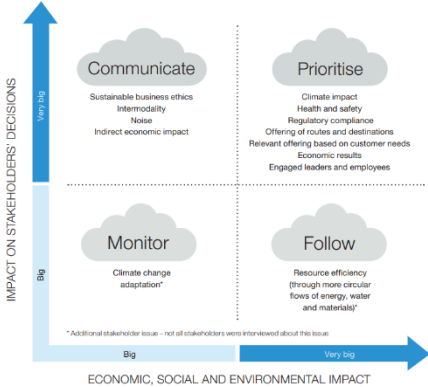 Communicate
Sustainable business ethics
Intermodality
Noise
Indirect economic impact
Prioritise
Climate impact
Health and safety
Regulatory compliance
Offering of routes and destinations
Relevant offering based on customer needs
Economic results
Engaged leaders and employees
Monitor
Climate change
adaptation*
Follow
Resource efficiency
(through more circular
flows of energy, water
and materials)*
* Additional stakeholder issue – not all stakeholders were interviewed about this issue
IMPACT ON STAKEHOLDERS' DECISIONS
Very big
Big
Big
Very big
ECONOMIC, SOCIAL AND ENVIRONMENTAL IMPACT